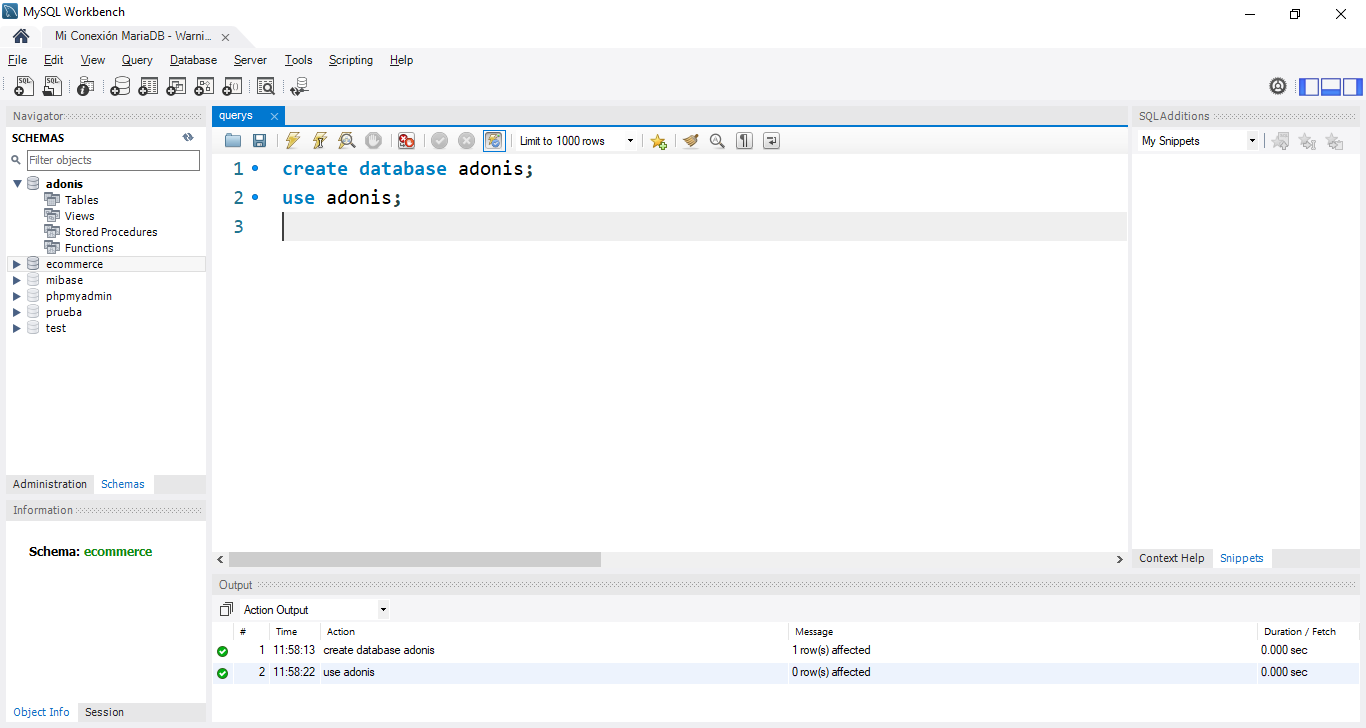 MySQL Workbench
Mi Conexión MariaDB - Warni...
File Edit View Query Database Server Tools Scripting Help
Navigator
SCHEMAS
Filter objects
adonis
Tables
Views
Stored Procedures
Functions
ecommerce
mibase
phpmyadmin
prueba
test
Administration Schemas
Information
Schema: ecommerce
Object Info Session
querys
Limit to 1000 rows
1 create database adonis;
2 use adonis;
3
SQLAdditions
My Snippets
Context Help Snippets
Output
Action Output
# Time Action Message Duration / Fetch
1 11:58:13 create database adonis 1 row(s) affected 0.000 sec
2 11:58:22 use adonis 0 row(s) affected 0.000 sec